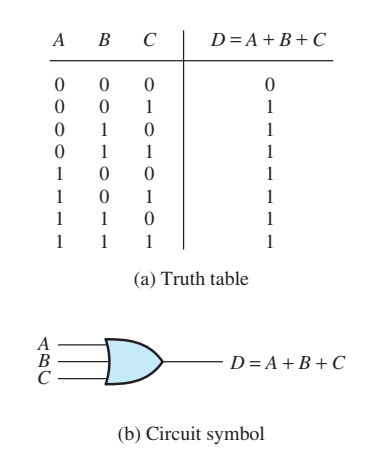 A B C D = A + B + C
0 0 0 0
0 0 1 1
0 1 0 1
0 1 1 1
1 0 0 1
1 0 1 1
1 1 0 1
1 1 1 1
(a) Truth table
A
B
C
D = A + B + C
(b) Circuit symbol